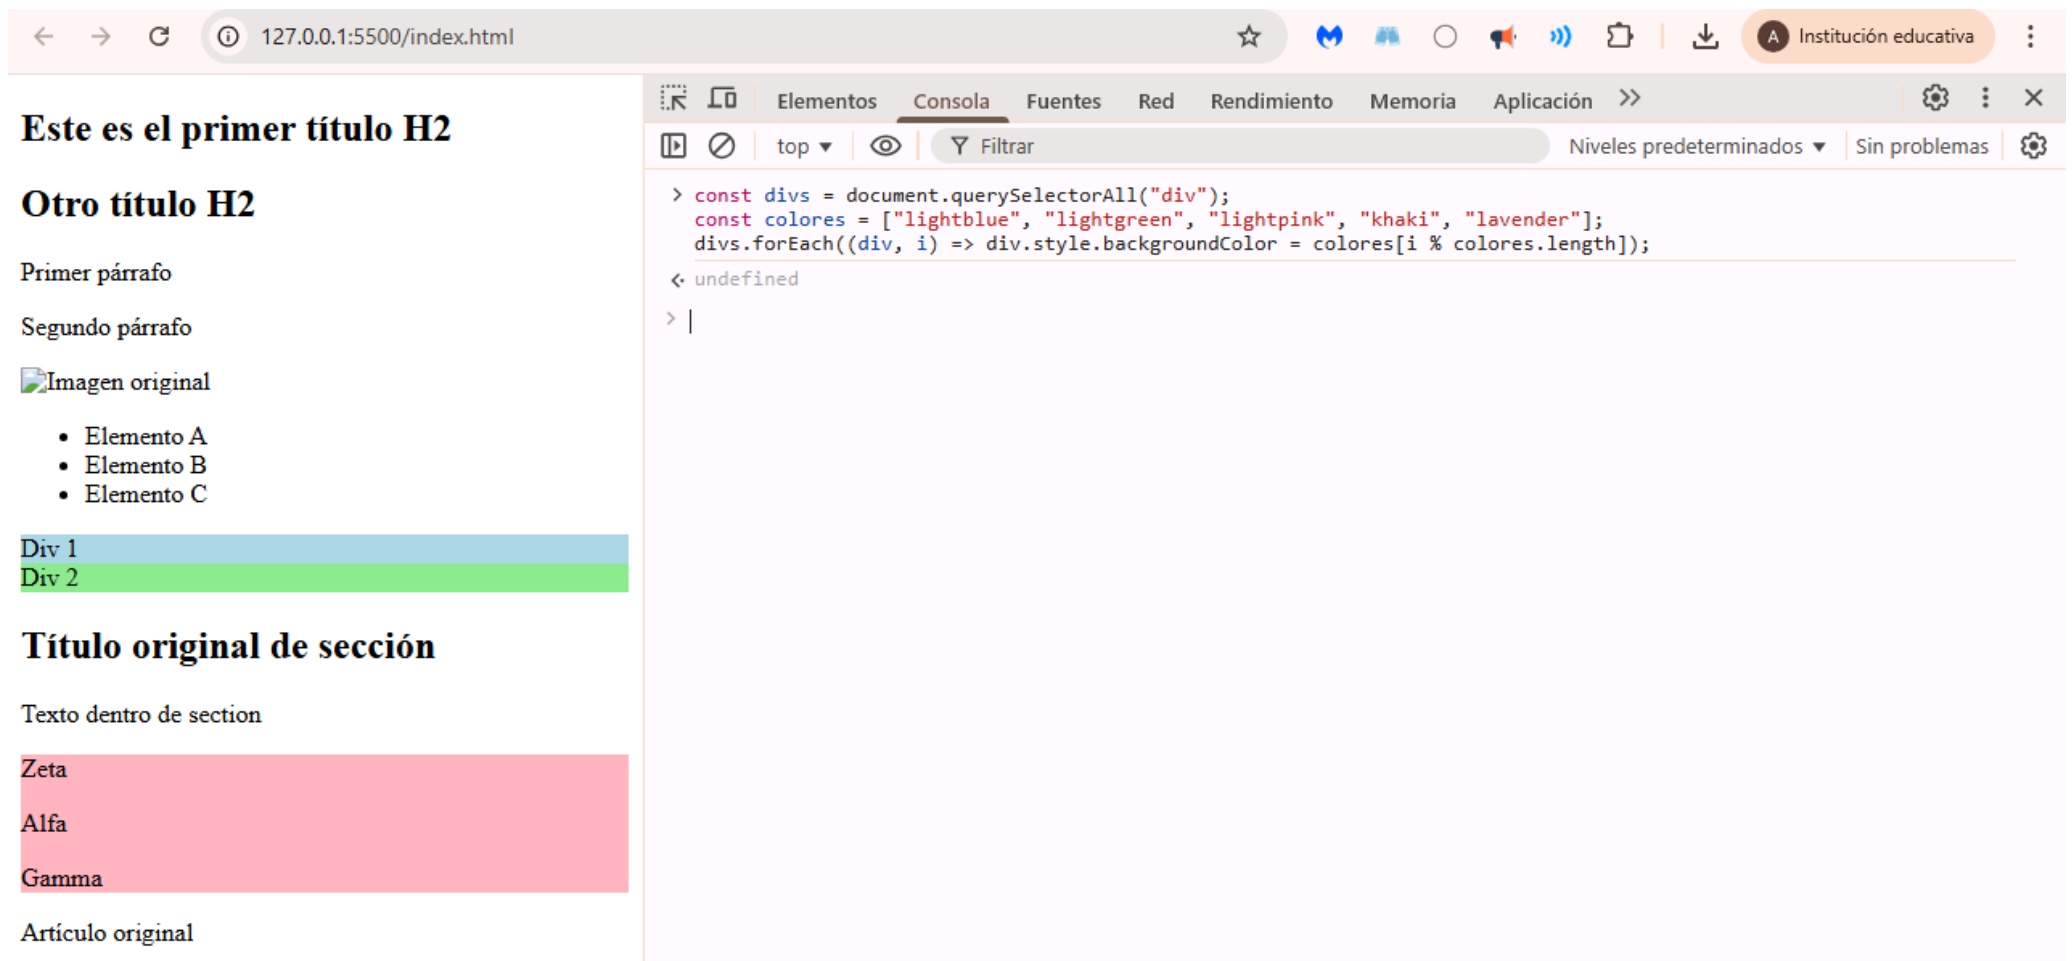 127.0.0.1:5500/index.html
A Institución educativa
Elementos Consola Fuentes Red Rendimiento Memoria Aplicación
top Filtrar Niveles predeterminados Sin problemas
Este es el primer título H2
Otro título H2
Primer párrafo
Segundo párrafo
Imagen original
Elemento A
Elemento B
Elemento C
Div 1
Div 2
Título original de sección
Texto dentro de section
Zeta
Alfa
Gamma
Artículo original
> const divs = document.querySelectorAll("div");
const colores = ["lightblue", "lightgreen", "lightpink", "khaki", "lavender"];
divs.forEach((div, i) => div.style.backgroundColor = colores[i % colores.length]);
undefined
>